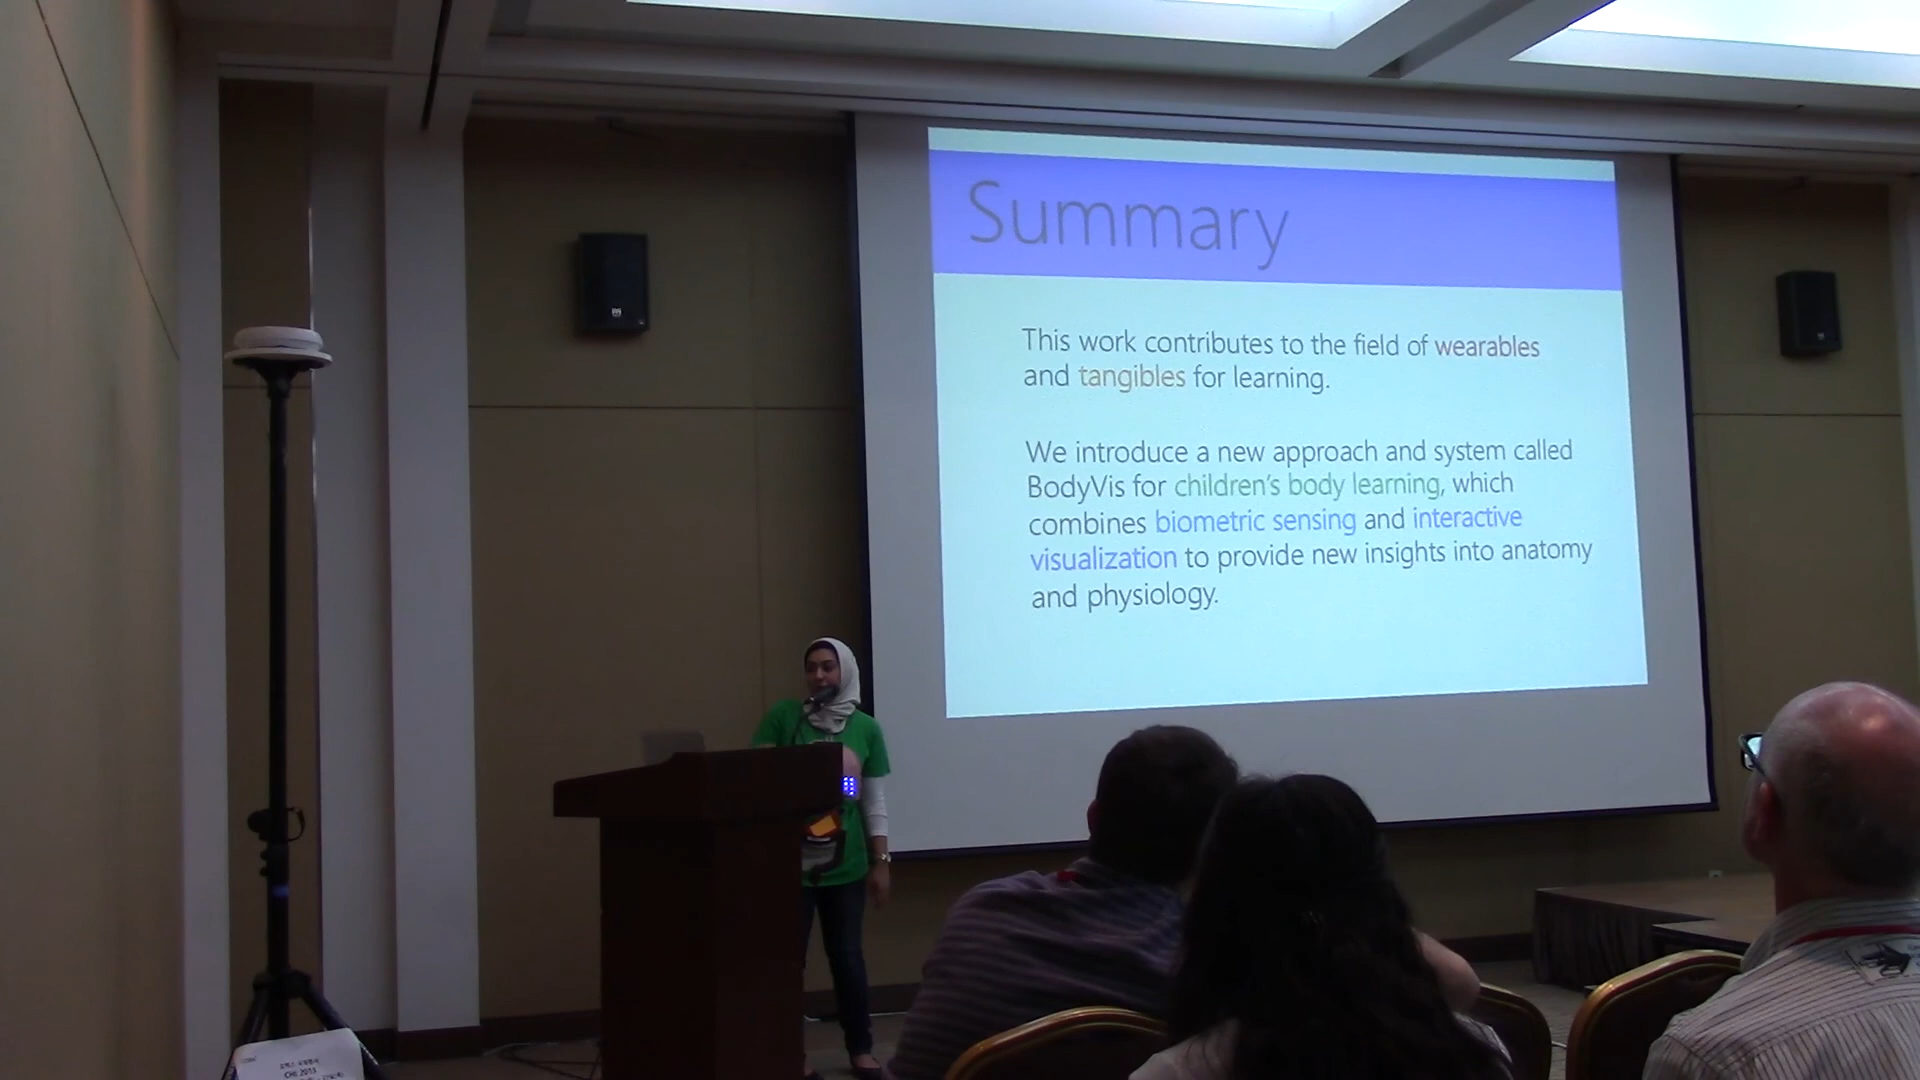 Summary
This work contributes to the field of wearables
and tangibles for learning.
We introduce a new approach and system called
BodyVis for children's body learning, which
combines biometric sensing and interactive
visualization to provide new insights into anatomy
and physiology.
CHI 2015